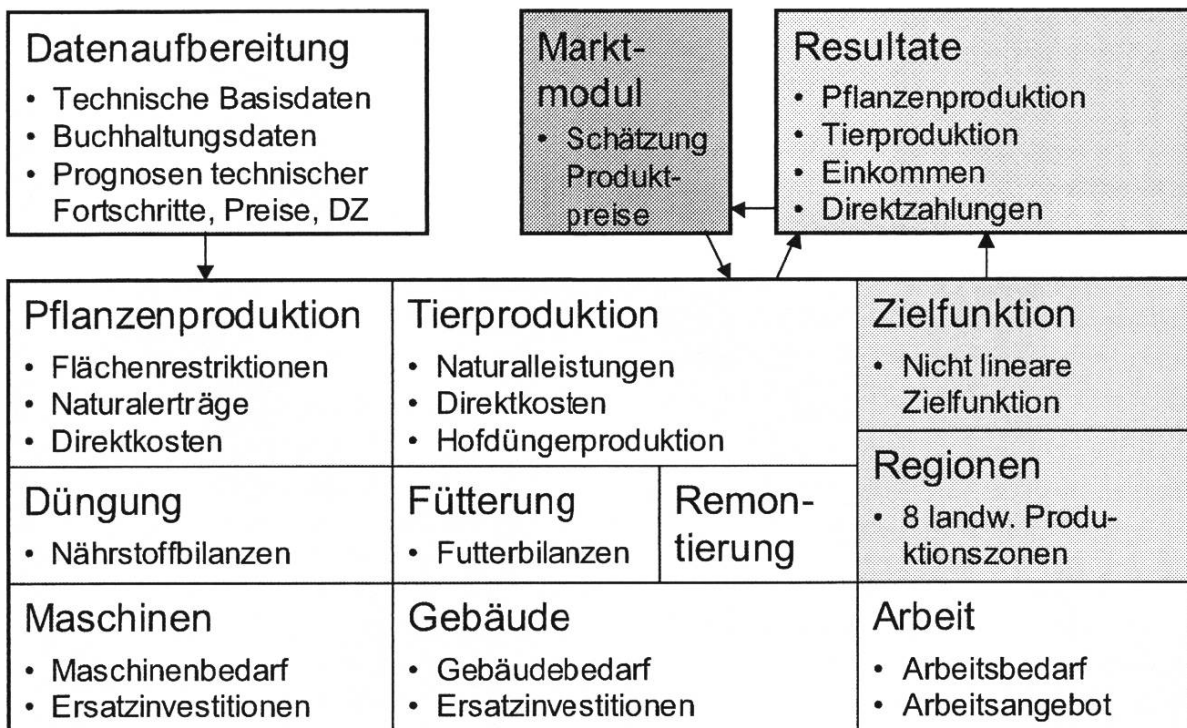 Datenaufbereitung
• Technische Basisdaten
• Buchhaltungsdaten
• Prognosen technischer
Fortschritte, Preise, DZ
Markt-
modul
• Schätzung
Produkt-
preise
Resultate
• Pflanzenproduktion
• Tierproduktion
• Einkommen
• Direktzahlungen
Pflanzenproduktion
• Flächenrestriktionen
• Naturalerträge
• Direktkosten
Tierproduktion
• Naturalleistungen
• Direktkosten
• Hofdüngerproduktion
Zielfunktion
• Nicht lineare
Zielfunktion
Regionen
• 8 landw. Produ-
ktionszonen
Düngung
• Nährstoffbilanzen
Fütterung
• Futterbilanzen
Remon-
tierung
Maschinen
• Maschinenbedarf
• Ersatzinvestitionen
Gebäude
• Gebäudebedarf
• Ersatzinvestitionen
Arbeit
• Arbeitsbedarf
• Arbeitsangebot